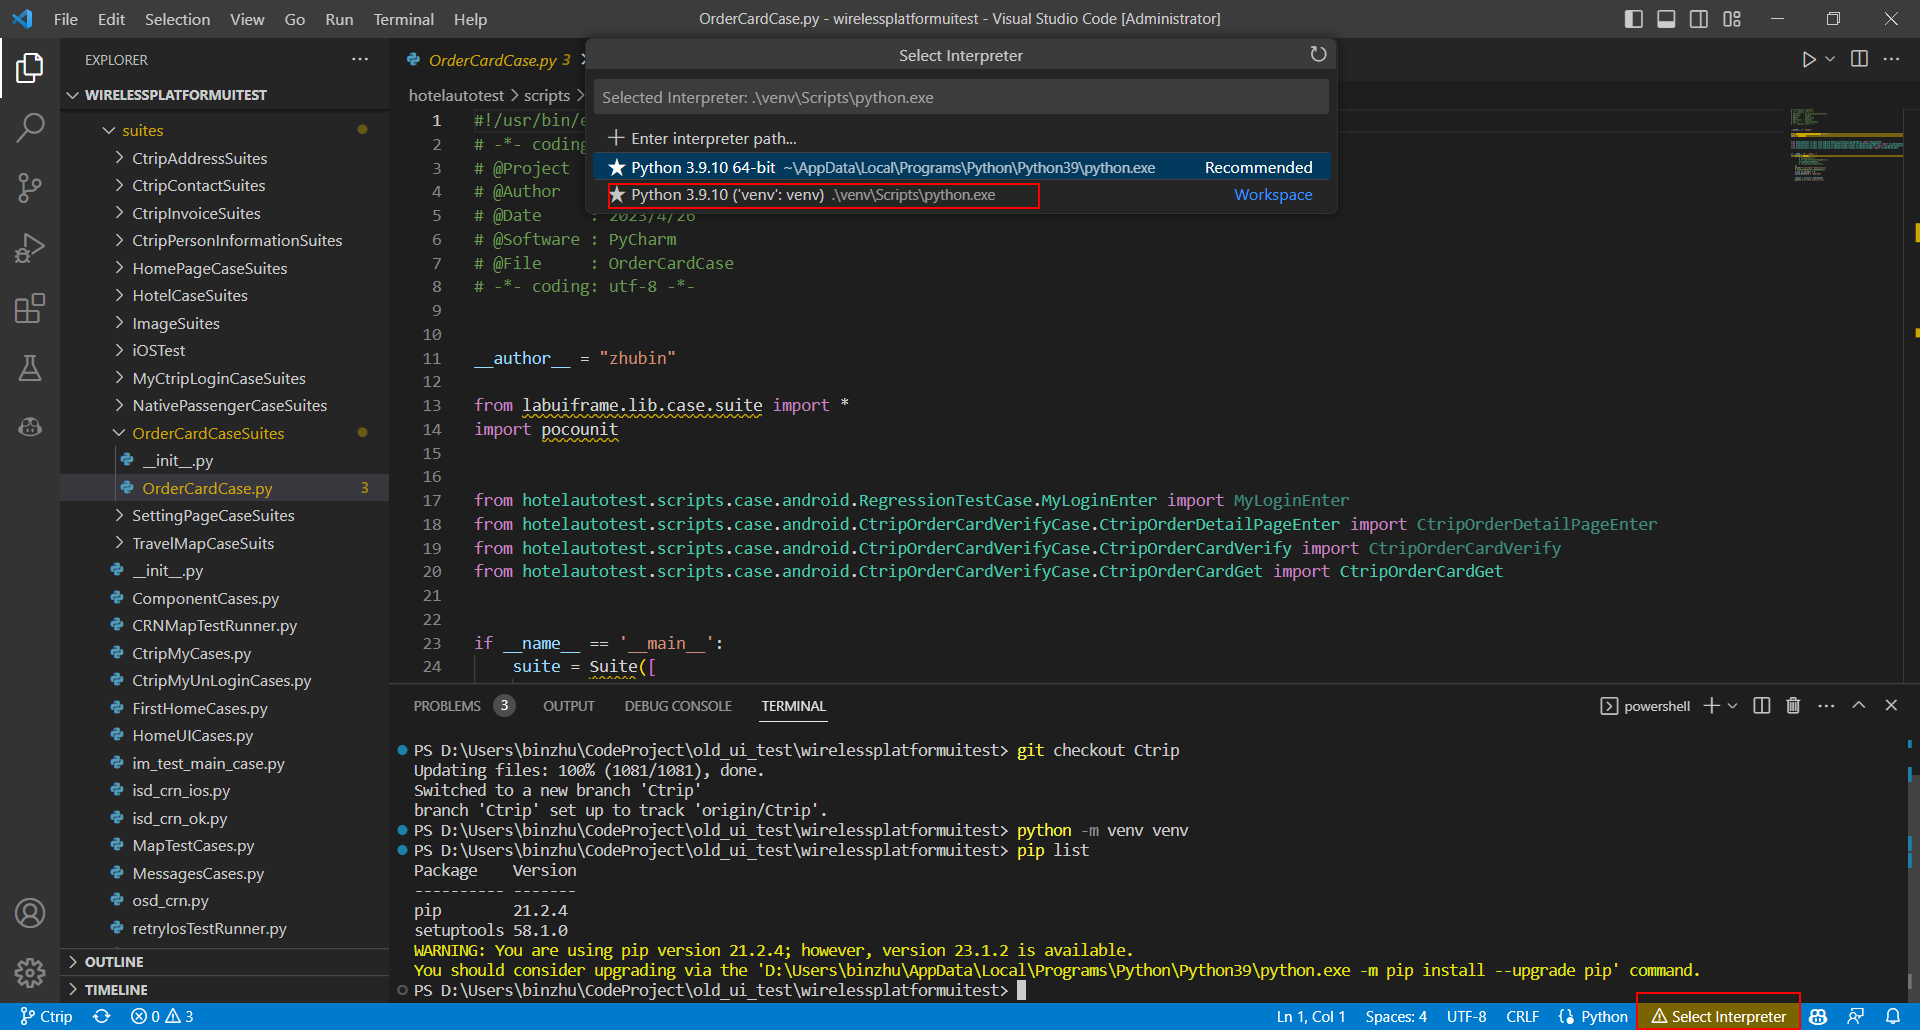 File Edit Selection View Go Run Terminal Help
OrderCardCase.py - wirelessplatformuitest - Visual Studio Code [Administrator]
EXPLORER
WIRELESSPLATFORMUITEST
suites
CtripAddressSuites
CtripContactSuites
CtripInvoiceSuites
CtripPersonInformationSuites
HomePageCaseSuites
HotelCaseSuites
ImageSuites
iOSTest
MyCtripLoginCaseSuites
NativePassengerCaseSuites
OrderCardCaseSuites
__init__.py
OrderCardCase.py 3
SettingPageCaseSuites
TravelMapCaseSuits
__init__.py
ComponentCases.py
CRNMapTestRunner.py
CtripMyCases.py
CtripMyUnLoginCases.py
FirstHomeCases.py
HomeUICases.py
im_test_main_case.py
isd_crn_ios.py
isd_crn_ok.py
MapTestCases.py
MessagesCases.py
osd_crn.py
retryIosTestRunner.py
OUTLINE
TIMELINE
OrderCardCase.py 3
hotelautotest > scripts >
Select Interpreter
Selected Interpreter: .\venv\Scripts\python.exe
Enter interpreter path...
Python 3.9.10 64-bit ~\AppData\Local\Programs\Python\Python39\python.exe Recommended
Python 3.9.10 ('venv': venv) .\venv\Scripts\python.exe Workspace
1 #!/usr/bin/
2 # -*- coding
3 # @Project
4 # @Author
5 # @Date : 2023/4/26
6 # @Software : PyCharm
7 # @File : OrderCardCase
8 # -*- coding: utf-8 -*-
9
10
11 __author__ = "zhubin"
12
13 from labuiframe.lib.case.suite import *
14 import pocounit
15
16
17 from hotelautotest.scripts.case.android.RegressionTestCase.MyLoginEnter import MyLoginEnter
18 from hotelautotest.scripts.case.android.CtripOrderCardVerifyCase.CtripOrderDetailPageEnter import CtripOrderDetailPageEnter
19 from hotelautotest.scripts.case.android.CtripOrderCardVerifyCase.CtripOrderCardVerify import CtripOrderCardVerify
20 from hotelautotest.scripts.case.android.CtripOrderCardVerifyCase.CtripOrderCardGet import CtripOrderCardGet
21
22
23 if __name__ == '__main__':
24 suite = Suite([
PROBLEMS 3 OUTPUT DEBUG CONSOLE TERMINAL powershell
PS D:\Users\binzhu\CodeProject\old_ui_test\wirelessplatformuitest> git checkout Ctrip
Updating files: 100% (1081/1081), done.
Switched to a new branch 'Ctrip'
branch 'Ctrip' set up to track 'origin/Ctrip'.
PS D:\Users\binzhu\CodeProject\old_ui_test\wirelessplatformuitest> python -m venv venv
PS D:\Users\binzhu\CodeProject\old_ui_test\wirelessplatformuitest> pip list
Package Version
---------- -------
pip 21.2.4
setuptools 58.1.0
WARNING: You are using pip version 21.2.4; however, version 23.1.2 is available.
You should consider upgrading via the 'D:\Users\binzhu\AppData\Local\Programs\Python\Python39\python.exe -m pip install --upgrade pip' command.
PS D:\Users\binzhu\CodeProject\old_ui_test\wirelessplatformuitest>
Ctrip 0 3 Ln 1, Col 1 Spaces: 4 UTF-8 CRLF Python Select Interpreter